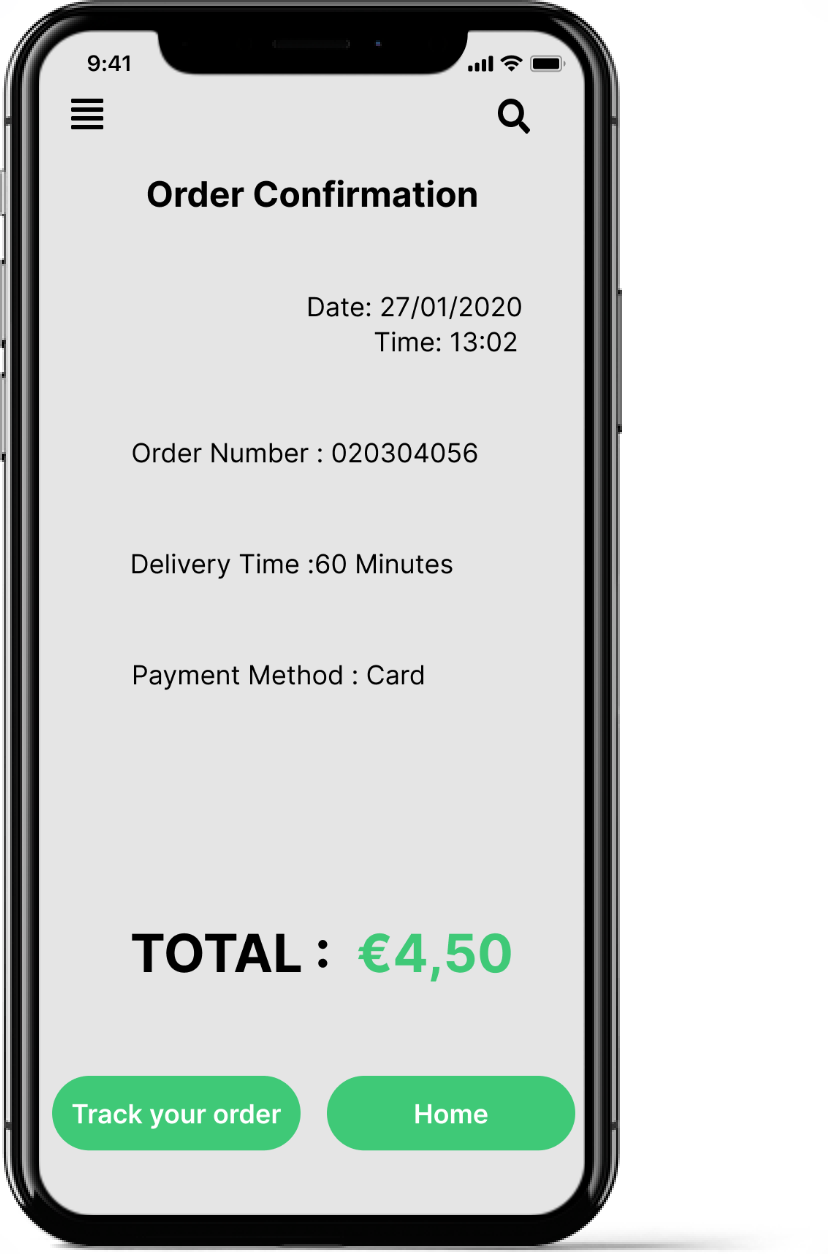 9:41
Order Confirmation
Date: 27/01/2020
Time: 13:02
Order Number : 020304056
Delivery Time :60 Minutes
Payment Method : Card
TOTAL : €4,50
Track your order
Home